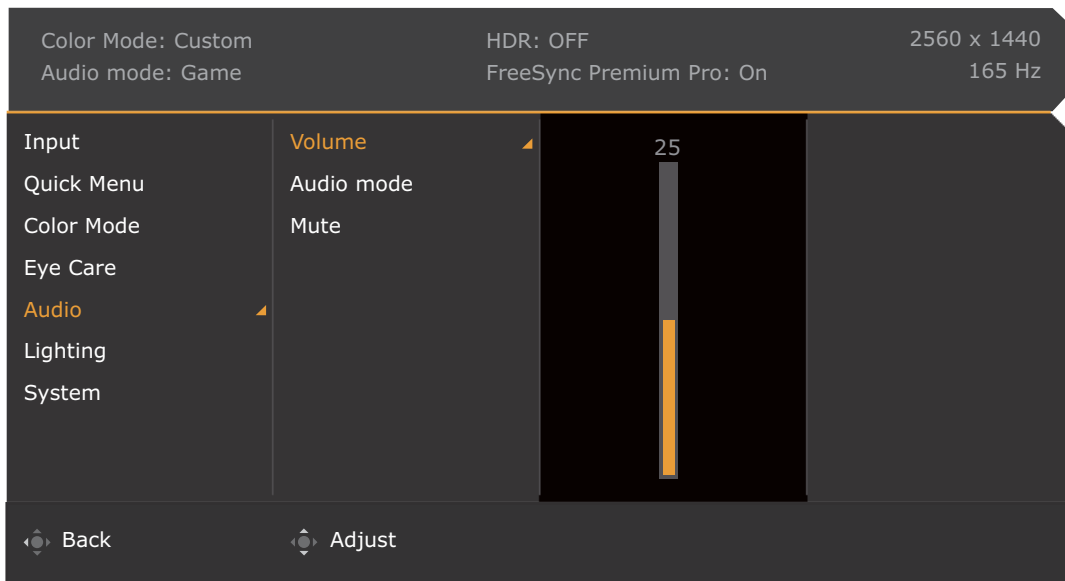 Color Mode: Custom
HDR: OFF
2560 x 1440
Audio mode: Game
FreeSync Premium Pro: On
165 Hz
Input
Quick Menu
Color Mode
Eye Care
Audio
Lighting
System
Volume
Audio mode
Mute
25
Back
Adjust